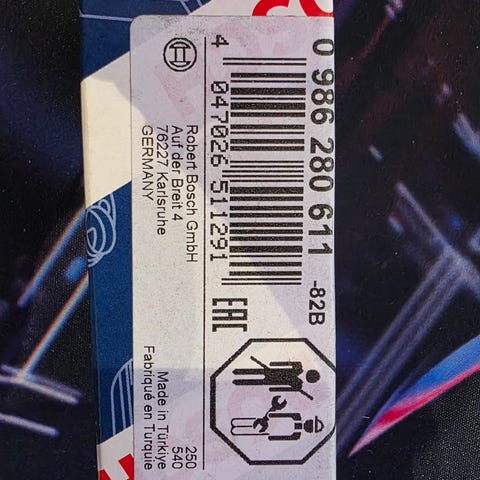 0 986 280 611 -82B
4 047026 511291
Robert Bosch GmbH
Auf der Breit 4
76227 Karlsruhe
GERMANY
EAC
250
540
Made in Türkiye
Fabriqué en Turquie